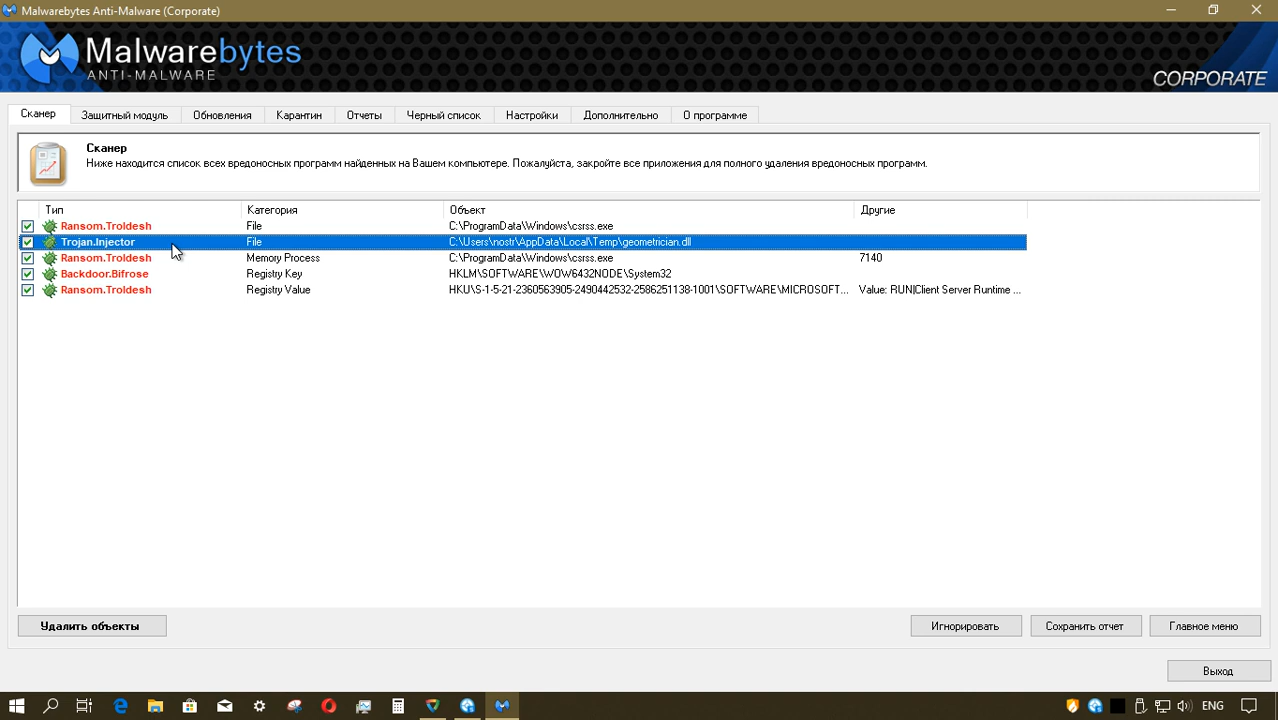 Malwarebytes Anti-Malware (Corporate)
Malwarebytes
ANTI-MALWARE
CORPORATE
Сканер Защитный модуль Обновления Карантин Отчеты Черный список Настройки Дополнительно О программе
Сканер
Ниже находится список всех вредоносных программ найденных на Вашем компьютере. Пожалуйста, закройте все приложения для полного удаления вредоносных программ.
Тип Категория Объект Другие
Ransom.Troldesh File C:\ProgramData\Windows\csrss.exe
Trojan.Injector File C:\Users\nostr\AppData\Local\Temp\geometrician.dll
Ransom.Troldesh Memory Process C:\ProgramData\Windows\csrss.exe 7140
Backdoor.Bifrose Registry Key HKLM\SOFTWARE\WOW6432NODE\System32
Ransom.Troldesh Registry Value HKU\S-1-5-21-2360563905-2490442532-2586251138-1001\SOFTWARE\MICROSOFT... Value: RUN|Client Server Runtime ...
Удалить объекты Игнорировать Сохранить отчет Главное меню
Выход
ENG